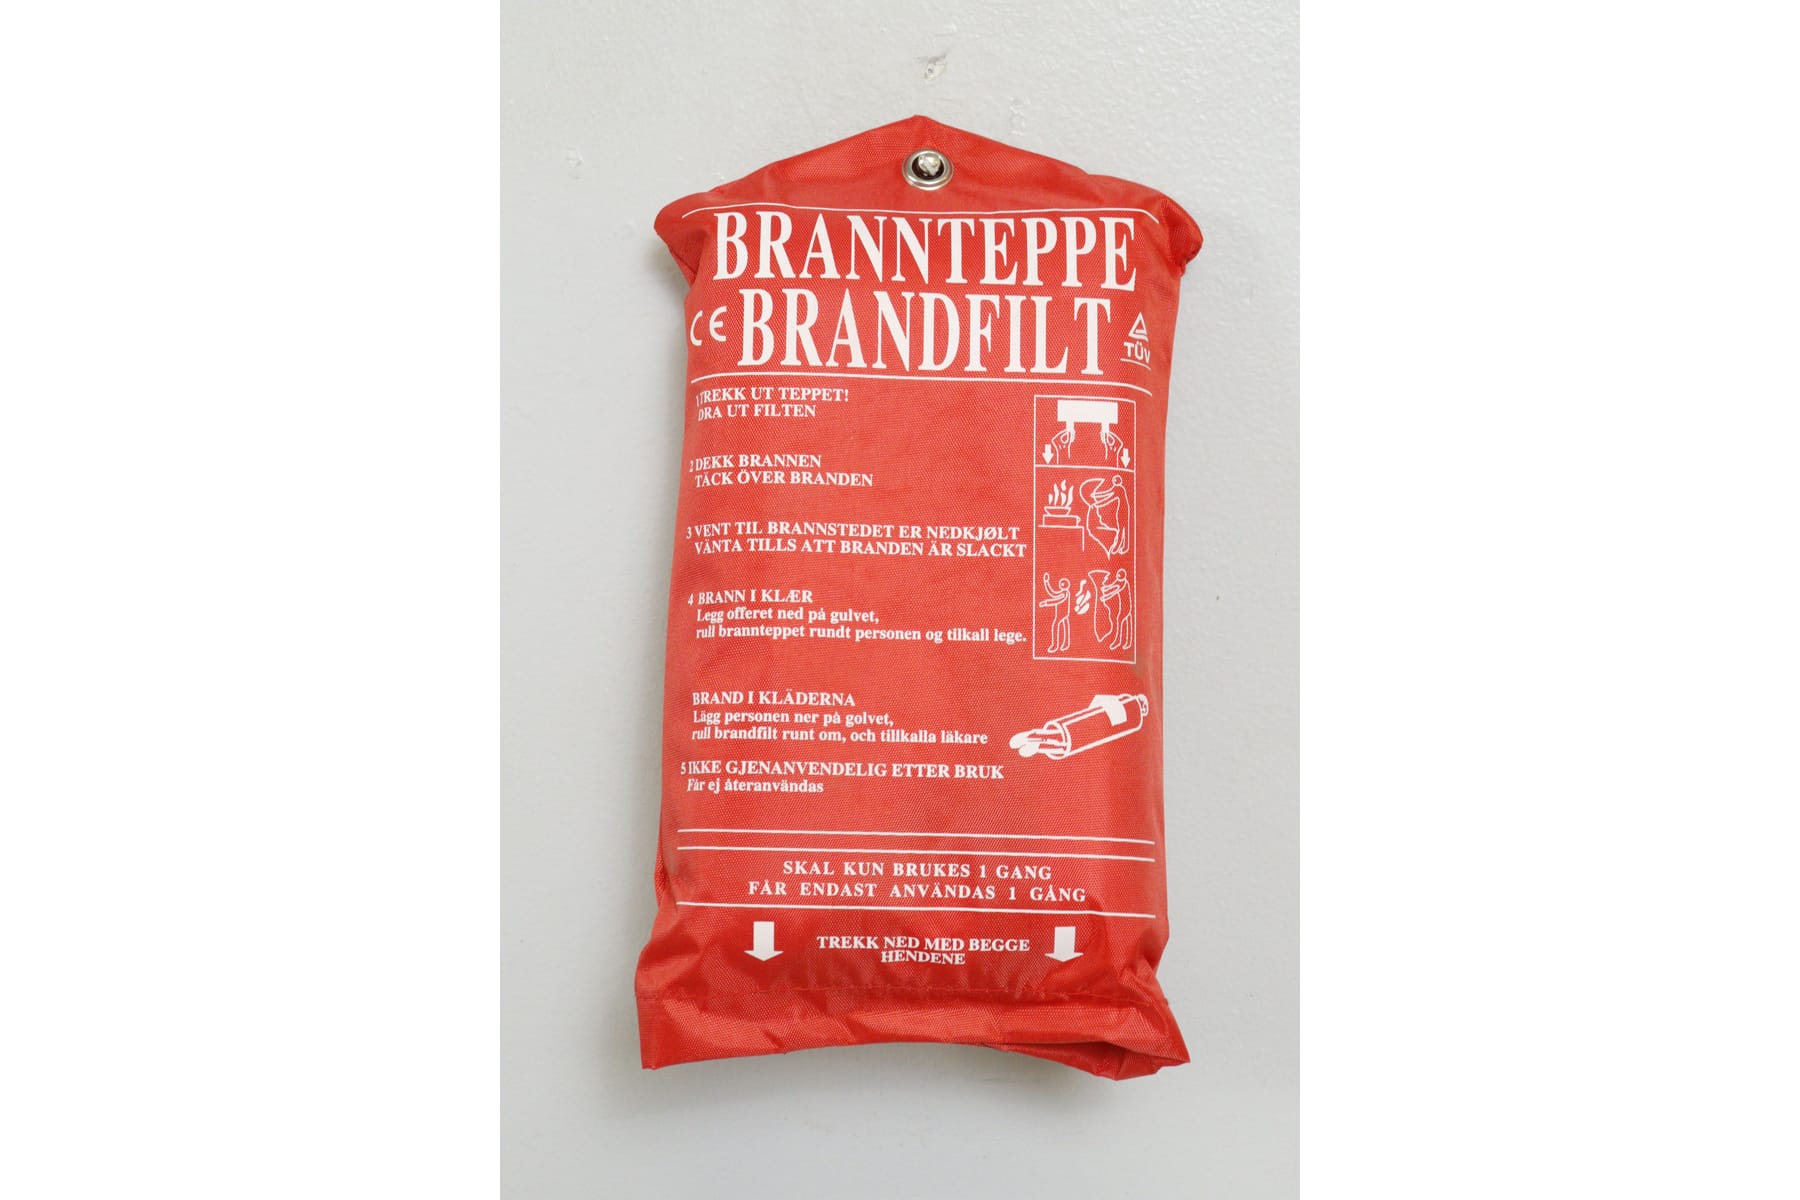 BRANNTEPPE
CE BRANDFILT TÜV
1 TREKK UT TEPPET!
DRA UT FILTEN
2 DEKK BRANNEN
TÄCK ÖVER BRANDEN
3 VENT TIL BRANNSTEDET ER NEDKJØLT
VÄNTA TILLS ATT BRANDEN ÄR SLACKT
4 BRANN I KLÆR
Legg offeret ned på gulvet,
rull brannteppet rundt personen og tilkall lege.
BRAND I KLÄDERNA
Lägg personen ner på golvet,
rull brandfilt runt om, och tillkalla läkare
5 IKKE GJENANVENDELIG ETTER BRUK
Får ej återanvändas
SKAL KUN BRUKES 1 GANG
FÅR ENDAST ANVÄNDAS 1 GÅNG
TREKK NED MED BEGGE
HENDENE